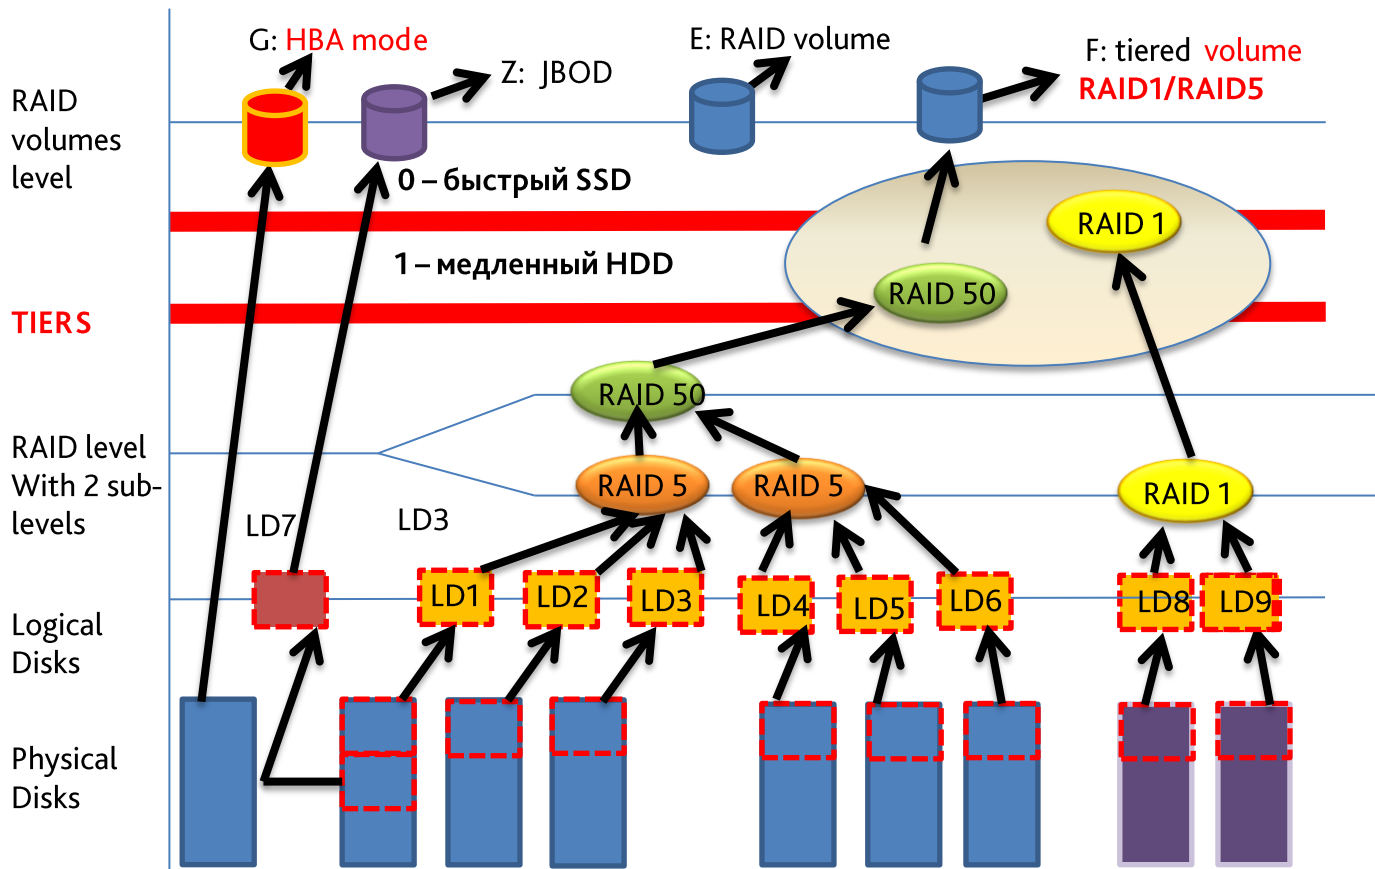 G: HBA mode
Z: JBOD
E: RAID volume
F: tiered volume
RAID1/RAID5
RAID
volumes
level
0 – быстрый SSD
RAID 1
1 – медленный HDD
RAID 50
TIERS
RAID 50
RAID level
With 2 sub-
levels
RAID 5
RAID 5
RAID 1
LD7
LD3
LD1
LD2
LD3
LD4
LD5
LD6
LD8
LD9
Logical
Disks
Physical
Disks